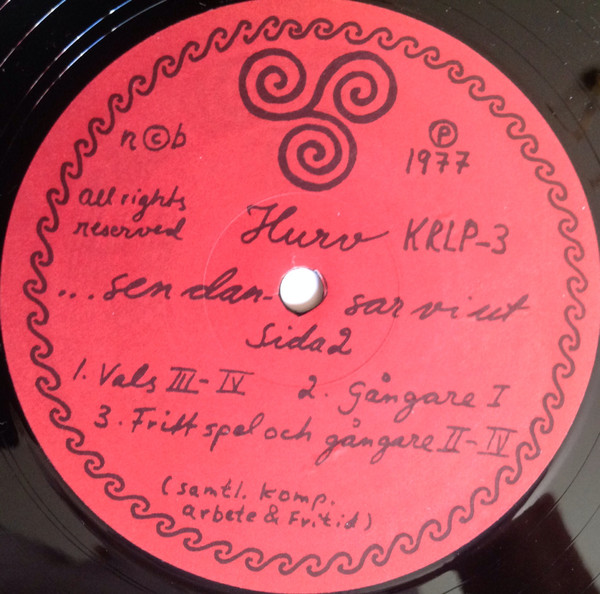 n©b
℗
1977
all rights
reserved
Hurv KRLP-3
...sen dan- sar vi ut
Sida 2
1. Vals III-IV 2. gångare I
3. Fritt spel och gångare II-IV
(samtl. komp.
arbete & Fritid)